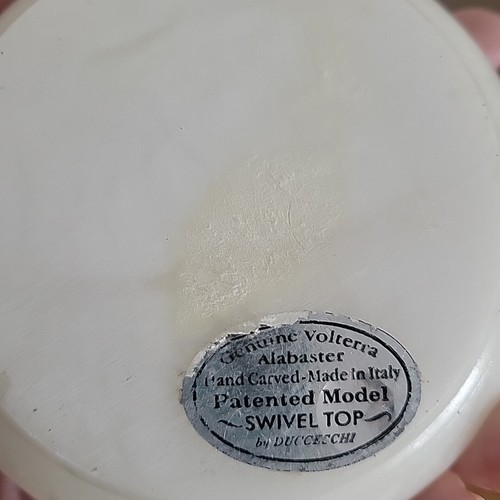 Genuine Volterra
Alabaster
Hand Carved-Made In Italy
Patented Model
~SWIVEL TOP~
by DUCCESCHI